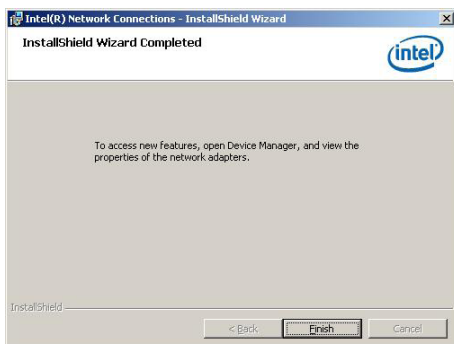 Intel(R) Network Connections - InstallShield Wizard
InstallShield Wizard Completed
intel
To access new features, open Device Manager, and view the
properties of the network adapters.
InstallShield
< Back
Finish
Cancel